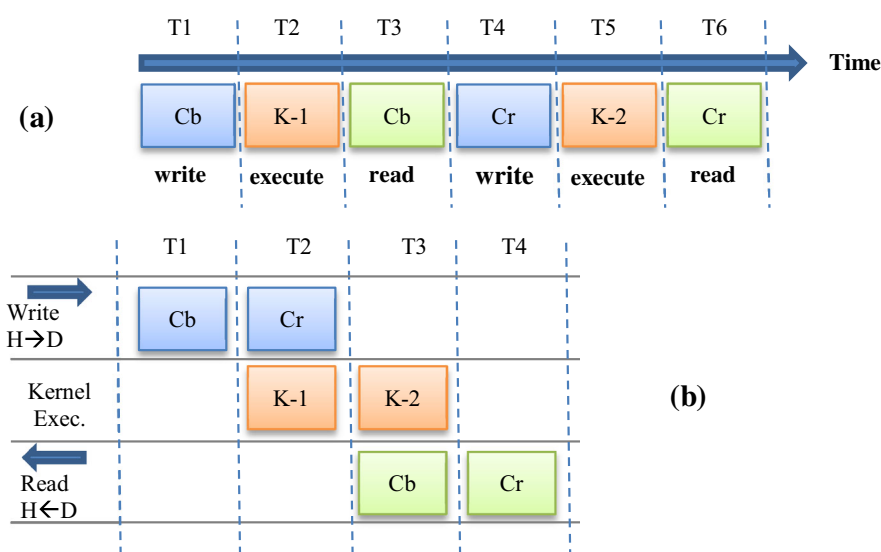 T1 T2 T3 T4 T5 T6
Time
(a)
Cb K-1 Cb Cr K-2 Cr
write execute read write execute read
T1 T2 T3 T4
Write
H→D
Cb Cr
Kernel
Exec.
K-1 K-2
(b)
Read
H←D
Cb Cr